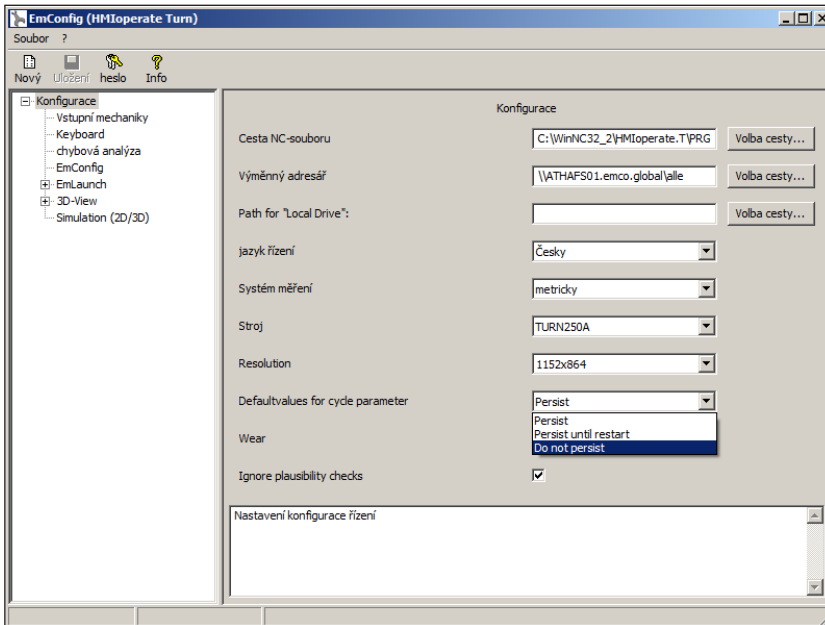 EmConfig (HMIoperate Turn)
Soubor ?
Nový Uložení heslo Info
Konfigurace
Vstupní mechaniky
Keyboard
chybová analýza
EmConfig
EmLaunch
3D-View
Simulation (2D/3D)
Konfigurace
Cesta NC-souboru C:\WinNC32_2\HMIoperate.T\PRG Volba cesty...
Výměnný adresář \\ATHAFS01.emco.global\alle Volba cesty...
Path for "Local Drive": Volba cesty...
jazyk řízení Česky
Systém měření metricky
Stroj TURN250A
Resolution 1152x864
Defaultvalues for cycle parameter Persist
Persist
Persist until restart
Wear
Do not persist
Ignore plausibility checks
Nastavení konfigurace řízení